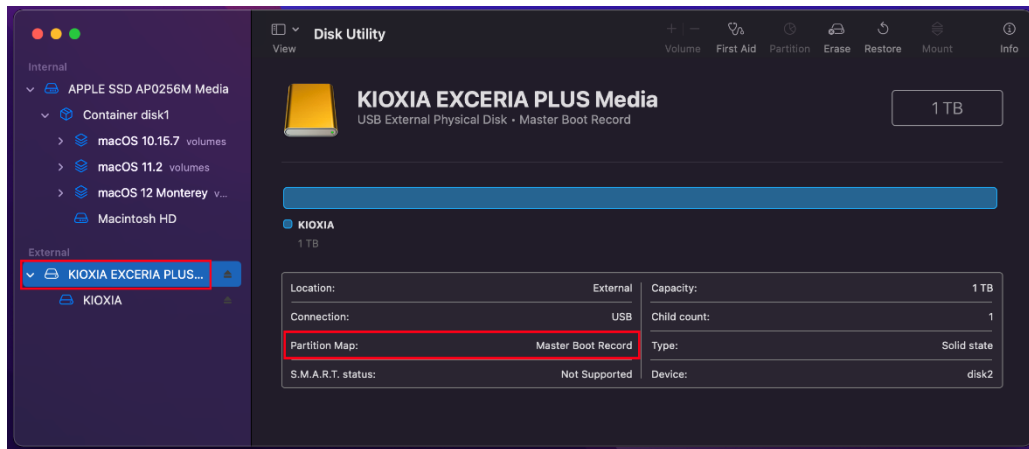 View
Disk Utility
Volume
First Aid
Partition
Erase
Restore
Mount
Info
Internal
APPLE SSD AP0256M Media
Container disk1
macOS 10.15.7 volumes
macOS 11.2 volumes
macOS 12 Monterey v...
Macintosh HD
External
KIOXIA EXCERIA PLUS...
KIOXIA
KIOXIA EXCERIA PLUS Media
USB External Physical Disk • Master Boot Record
1 TB
KIOXIA
1 TB
Location: External
Capacity: 1 TB
Connection: USB
Child count: 1
Partition Map: Master Boot Record
Type: Solid state
S.M.A.R.T. status: Not Supported
Device: disk2